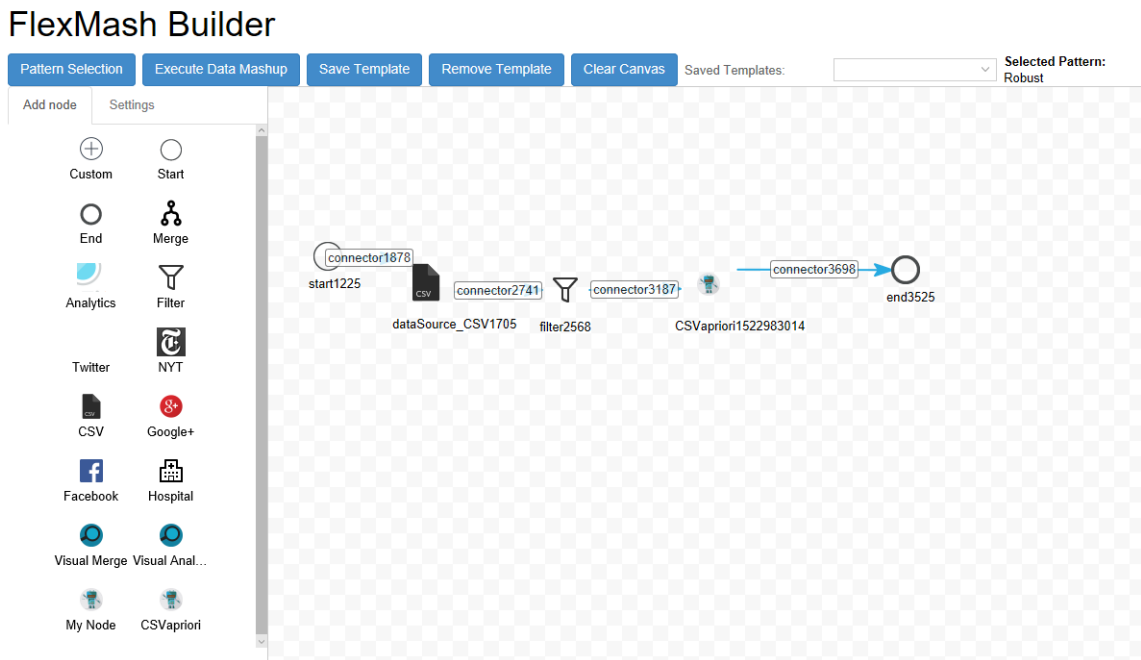 FlexMash Builder
Pattern Selection
Execute Data Mashup
Save Template
Remove Template
Clear Canvas
Saved Templates:
Selected Pattern:
Robust
Add node
Settings
Custom
Start
End
Merge
Analytics
Filter
Twitter
NYT
CSV
CSV
Google+
g+
Facebook
Hospital
Visual Merge
Visual Anal...
My Node
CSVapriori
connector1878
start1225
CSV
dataSource_CSV1705
connector2741
filter2568
connector3187
CSVapriori1522983014
connector3698
end3525